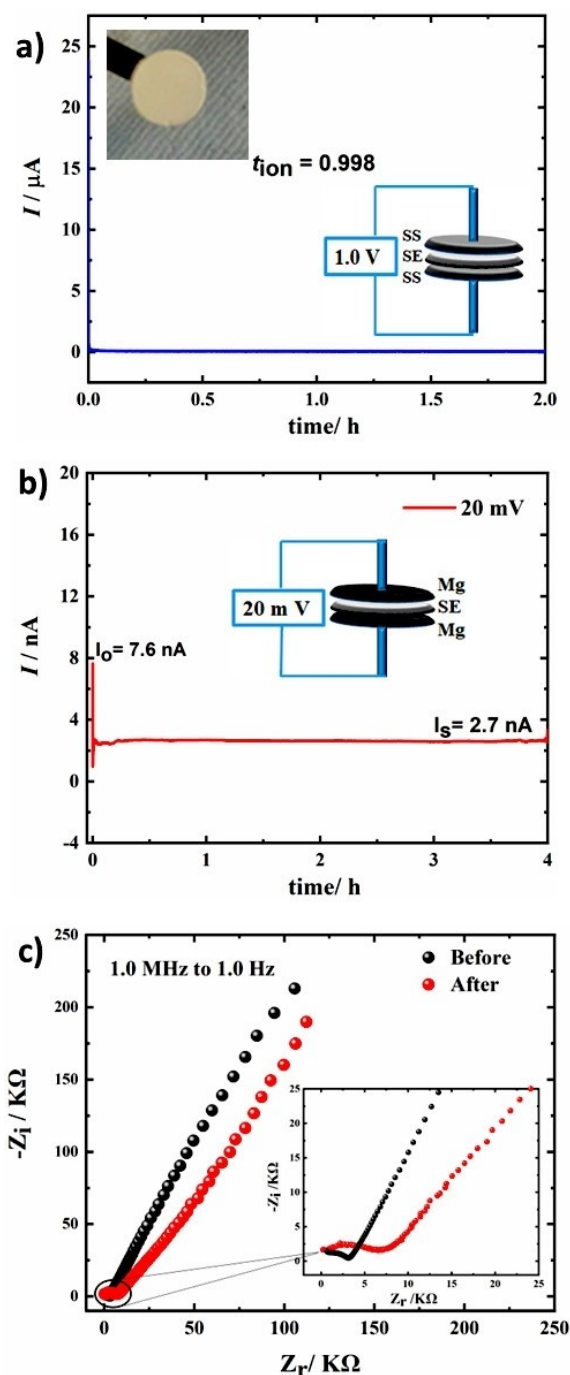 a)
25
20
15
10
5
0
I / μA
t_ion = 0.998
1.0 V
SS
SE
SS
0.0 0.5 1.0 1.5 2.0
time/ h
b)
20
16
12
8
4
0
-4
I / nA
20 mV
20 m V
Mg
SE
Mg
I_o= 7.6 nA
I_s= 2.7 nA
0 1 2 3 4
time/ h
c)
250
200
150
100
50
0
-Z_i / KΩ
1.0 MHz to 1.0 Hz
Before
After
25
20
15
10
5
0
-Z_i /KΩ
0 5 10 15 20 25
Z_r /KΩ
0 50 100 150 200 250
Z_r/ KΩ